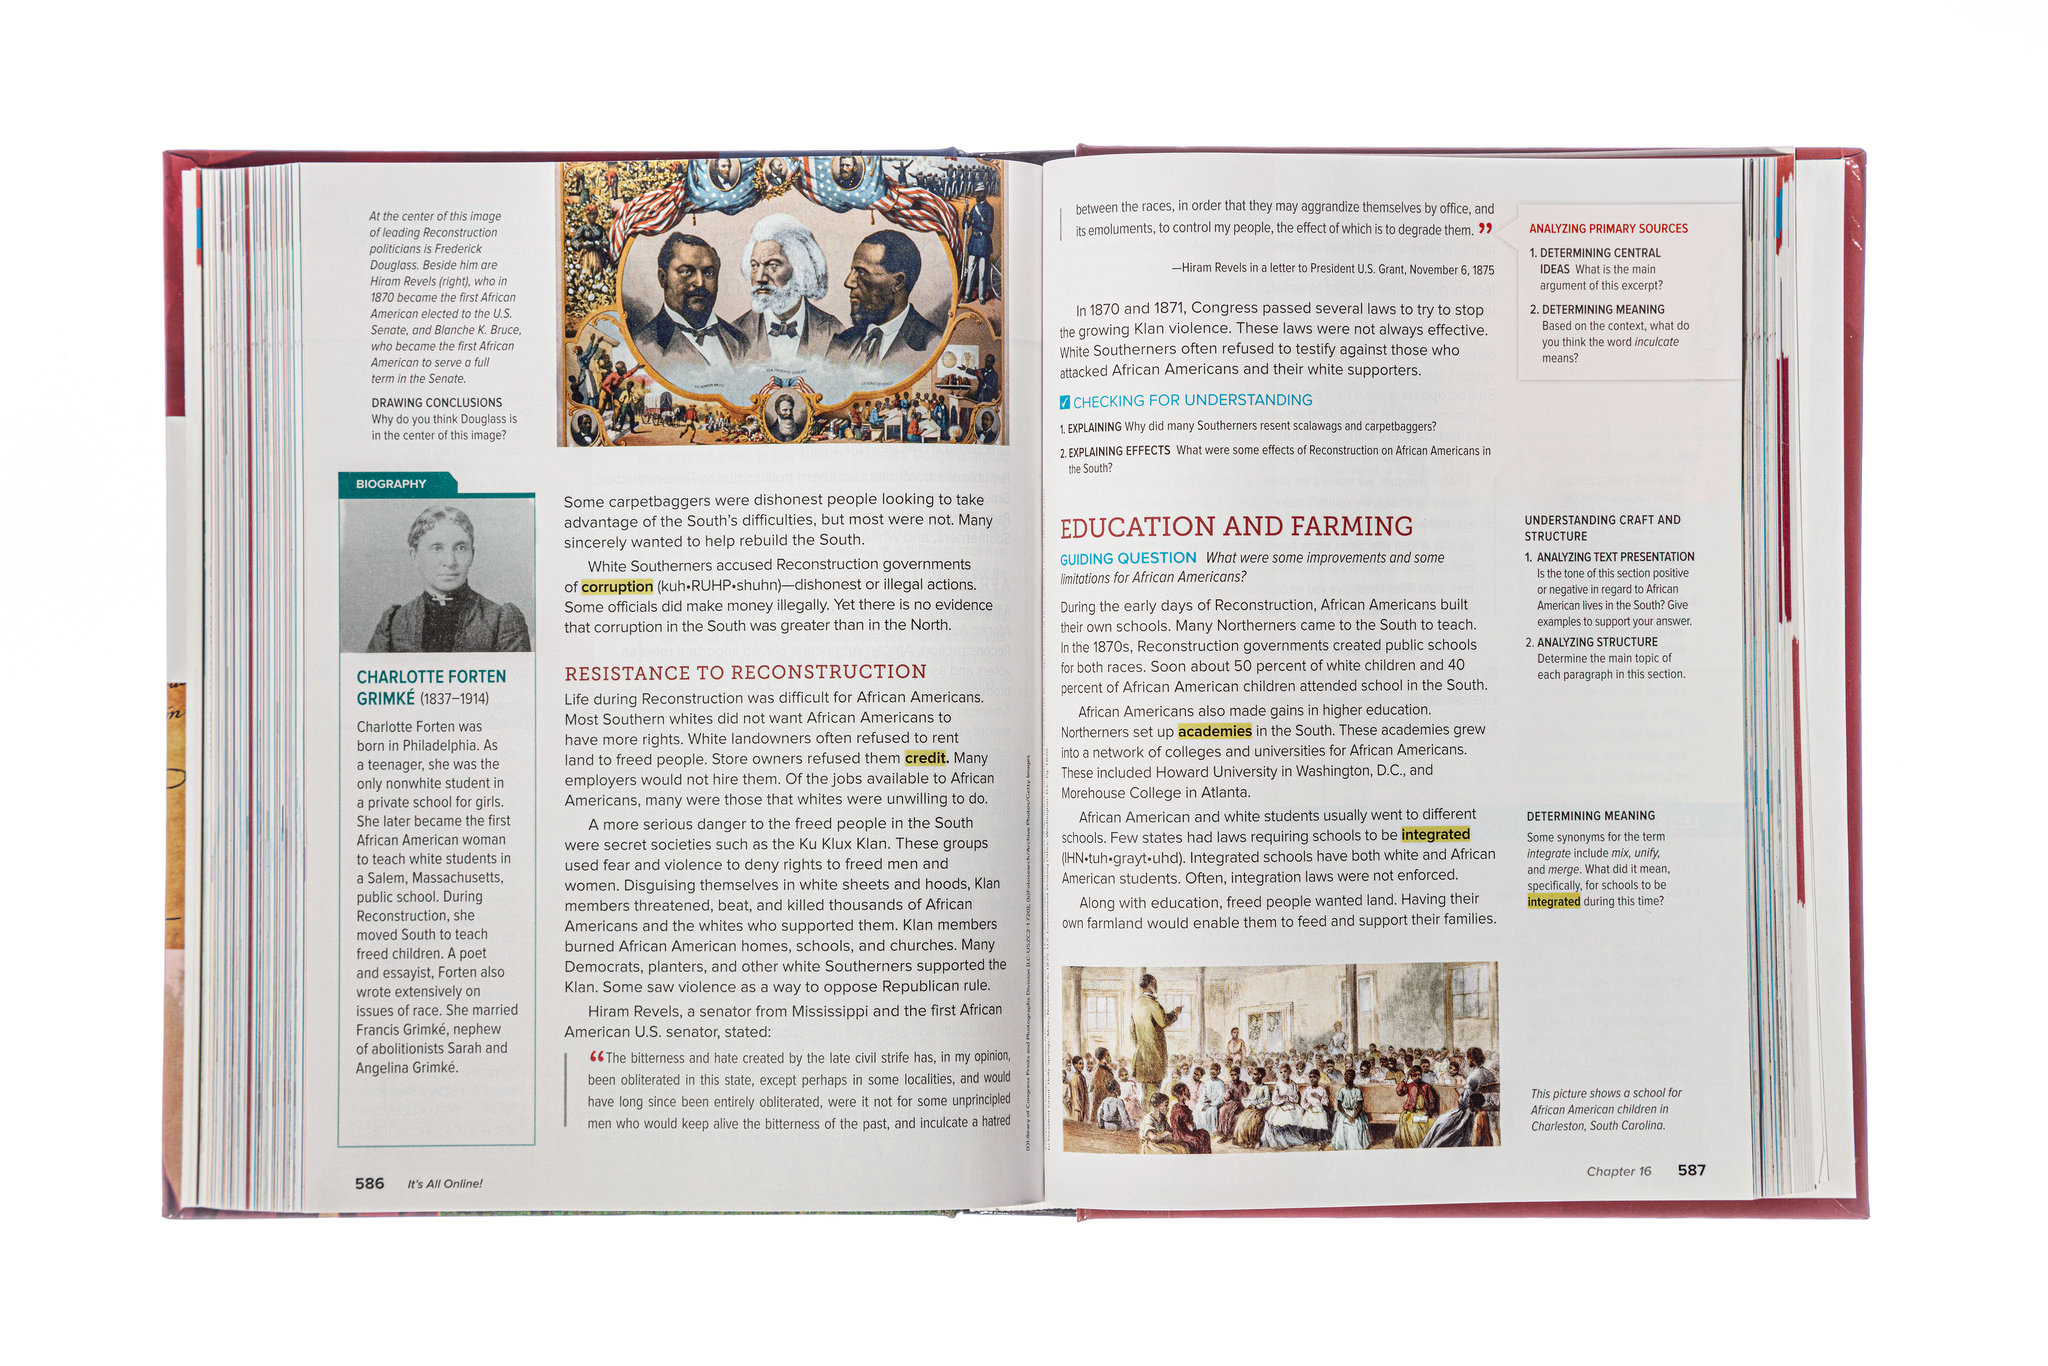 At the center of this image
of leading Reconstruction
politicians is Frederick
Douglass. Beside him are
Hiram Revels (right), who in
1870 became the first African
American elected to the U.S.
Senate, and Blanche K. Bruce,
who became the first African
American to serve a full
term in the Senate.
DRAWING CONCLUSIONS
Why do you think Douglass is
in the center of this image?
BIOGRAPHY
CHARLOTTE FORTEN
GRIMKÉ (1837–1914)
Charlotte Forten was
born in Philadelphia. As
a teenager, she was the
only nonwhite student in
a private school for girls.
She later became the first
African American woman
to teach white students in
a Salem, Massachusetts,
public school. During
Reconstruction, she
moved South to teach
freed children. A poet
and essayist, Forten also
wrote extensively on
issues of race. She married
Francis Grimké, nephew
of abolitionists Sarah and
Angelina Grimké.
Some carpetbaggers were dishonest people looking to take
advantage of the South's difficulties, but most were not. Many
sincerely wanted to help rebuild the South.
White Southerners accused Reconstruction governments
of corruption (kuh•RUHP•shuhn)—dishonest or illegal actions.
Some officials did make money illegally. Yet there is no evidence
that corruption in the South was greater than in the North.
RESISTANCE TO RECONSTRUCTION
Life during Reconstruction was difficult for African Americans.
Most Southern whites did not want African Americans to
have more rights. White landowners often refused to rent
land to freed people. Store owners refused them credit. Many
employers would not hire them. Of the jobs available to African
Americans, many were those that whites were unwilling to do.
A more serious danger to the freed people in the South
were secret societies such as the Ku Klux Klan. These groups
used fear and violence to deny rights to freed men and
women. Disguising themselves in white sheets and hoods, Klan
members threatened, beat, and killed thousands of African
Americans and the whites who supported them. Klan members
burned African American homes, schools, and churches. Many
Democrats, planters, and other white Southerners supported the
Klan. Some saw violence as a way to oppose Republican rule.
Hiram Revels, a senator from Mississippi and the first African
American U.S. senator, stated:
“The bitterness and hate created by the late civil strife has, in my opinion,
been obliterated in this state, except perhaps in some localities, and would
have long since been entirely obliterated, were it not for some unprincipled
men who would keep alive the bitterness of the past, and inculcate a hatred
586 It's All Online!
between the races, in order that they may aggrandize themselves by office, and
its emoluments, to control my people, the effect of which is to degrade them.”
—Hiram Revels in a letter to President U.S. Grant, November 6, 1875
In 1870 and 1871, Congress passed several laws to try to stop
the growing Klan violence. These laws were not always effective.
White Southerners often refused to testify against those who
attacked African Americans and their white supporters.
CHECKING FOR UNDERSTANDING
1. EXPLAINING Why did many Southerners resent scalawags and carpetbaggers?
2. EXPLAINING EFFECTS What were some effects of Reconstruction on African Americans in
the South?
EDUCATION AND FARMING
GUIDING QUESTION What were some improvements and some
limitations for African Americans?
During the early days of Reconstruction, African Americans built
their own schools. Many Northerners came to the South to teach.
In the 1870s, Reconstruction governments created public schools
for both races. Soon about 50 percent of white children and 40
percent of African American children attended school in the South.
African Americans also made gains in higher education.
Northerners set up academies in the South. These academies grew
into a network of colleges and universities for African Americans.
These included Howard University in Washington, D.C., and
Morehouse College in Atlanta.
African American and white students usually went to different
schools. Few states had laws requiring schools to be integrated
(IHN•tuh•grayt•uhd). Integrated schools have both white and African
American students. Often, integration laws were not enforced.
Along with education, freed people wanted land. Having their
own farmland would enable them to feed and support their families.
ANALYZING PRIMARY SOURCES
1. DETERMINING CENTRAL
IDEAS What is the main
argument of this excerpt?
2. DETERMINING MEANING
Based on the context, what do
you think the word inculcate
means?
UNDERSTANDING CRAFT AND
STRUCTURE
1. ANALYZING TEXT PRESENTATION
Is the tone of this section positive
or negative in regard to African
American lives in the South? Give
examples to support your answer.
2. ANALYZING STRUCTURE
Determine the main topic of
each paragraph in this section.
DETERMINING MEANING
Some synonyms for the term
integrate include mix, unify,
and merge. What did it mean,
specifically, for schools to be
integrated during this time?
This picture shows a school for
African American children in
Charleston, South Carolina.
Chapter 16 587